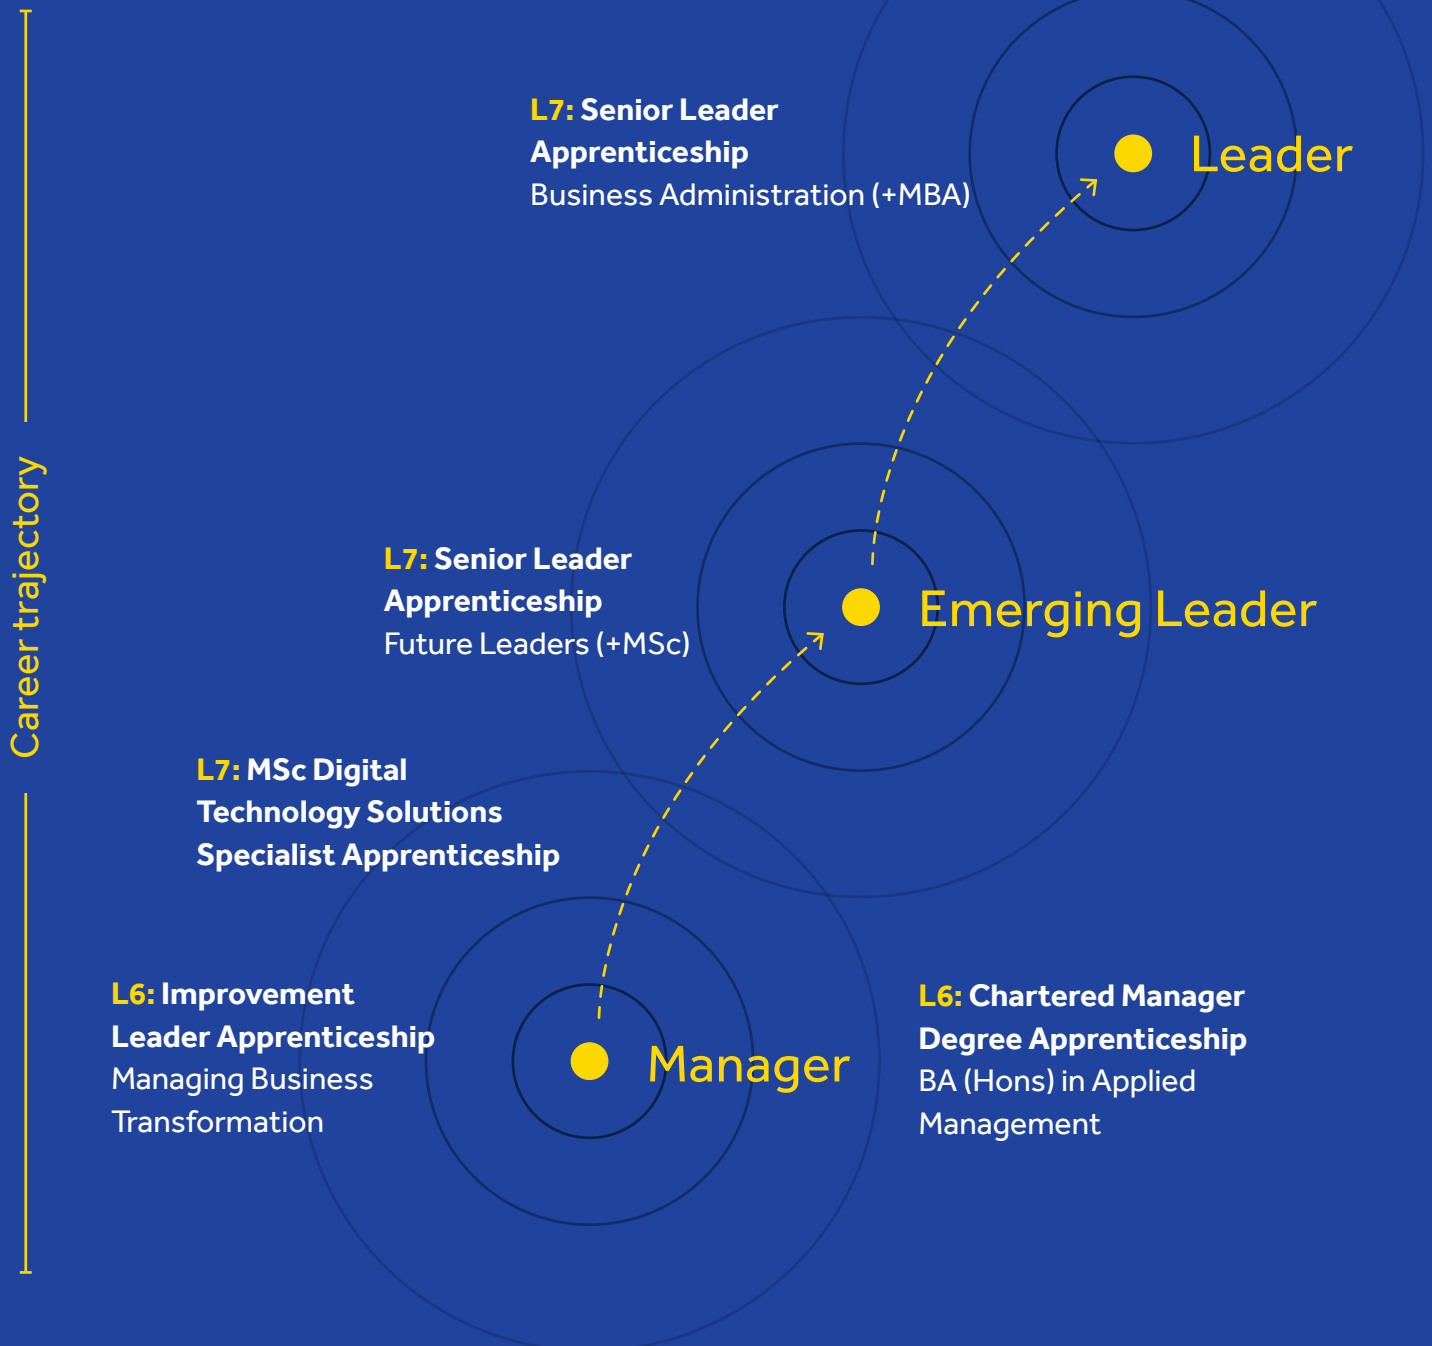 L7: Senior Leader
Apprenticeship
Business Administration (+MBA)
Leader
Career trajectory
L7: Senior Leader
Apprenticeship
Future Leaders (+MSc)
Emerging Leader
L7: MSc Digital
Technology Solutions
Specialist Apprenticeship
L6: Improvement
Leader Apprenticeship
Managing Business
Transformation
Manager
L6: Chartered Manager
Degree Apprenticeship
BA (Hons) in Applied
Management